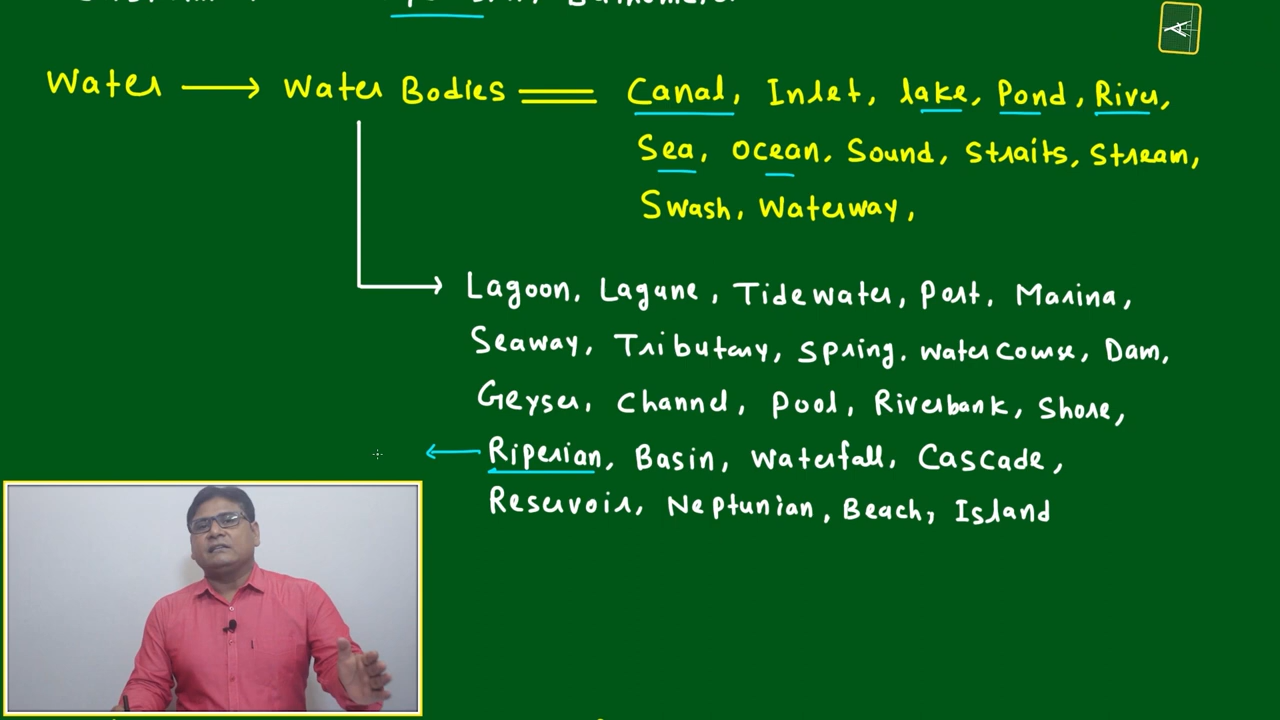 Water → Water Bodies = Canal, Inlet, lake, Pond, River,
Sea, Ocean, Sound, Straits, Stream,
Swash, Waterway,
Lagoon, Lagune, Tidewater, Port, Marina,
Seaway, Tributary, Spring, Watercourse, Dam,
Geyser, Channel, Pool, Riverbank, Shore,
Riperian, Basin, Waterfall, Cascade,
Reservoir, Neptunian, Beach, Island